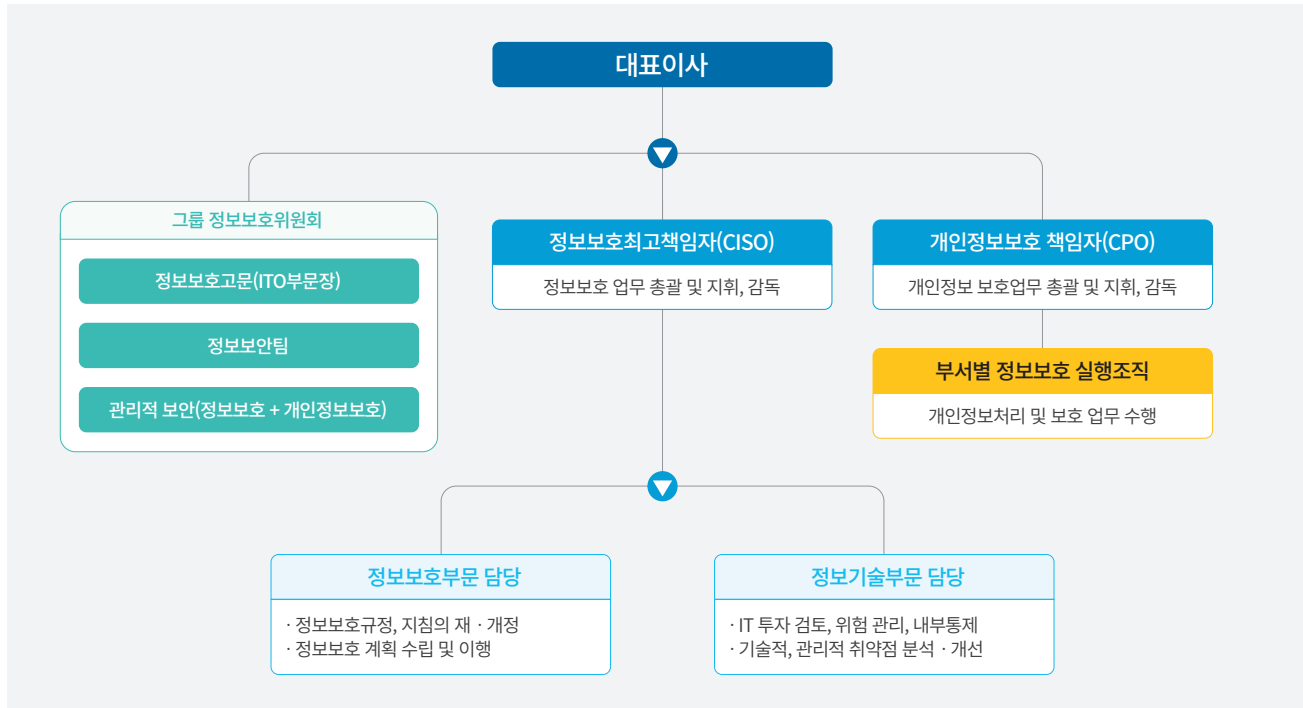 대표이사
그룹 정보보호위원회
정보보호고문(ITO부문장)
정보보안팀
관리적 보안(정보보호 + 개인정보보호)
정보보호최고책임자(CISO)
정보보호 업무 총괄 및 지휘, 감독
개인정보보호 책임자(CPO)
개인정보 보호업무 총괄 및 지휘, 감독
부서별 정보보호 실행조직
개인정보처리 및 보호 업무 수행
정보보호부문 담당
· 정보보호규정, 지침의 재 · 개정
· 정보보호 계획 수립 및 이행
정보기술부문 담당
· IT 투자 검토, 위험 관리, 내부통제
· 기술적, 관리적 취약점 분석 · 개선